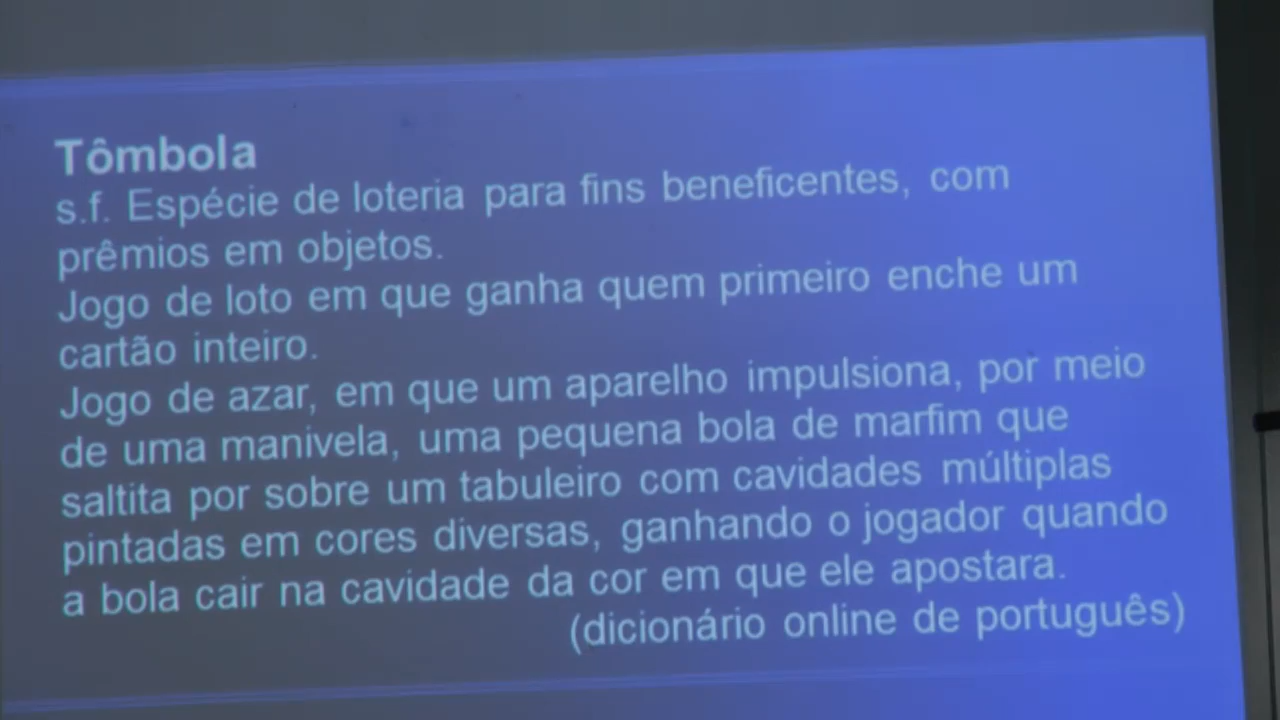 Tômbola
s.f. Espécie de loteria para fins beneficentes, com
prêmios em objetos.
Jogo de loto em que ganha quem primeiro enche um
cartão inteiro.
Jogo de azar, em que um aparelho impulsiona, por meio
de uma manivela, uma pequena bola de marfim que
saltita por sobre um tabuleiro com cavidades múltiplas
pintadas em cores diversas, ganhando o jogador quando
a bola cair na cavidade da cor em que ele apostara.
(dicionário online de português)